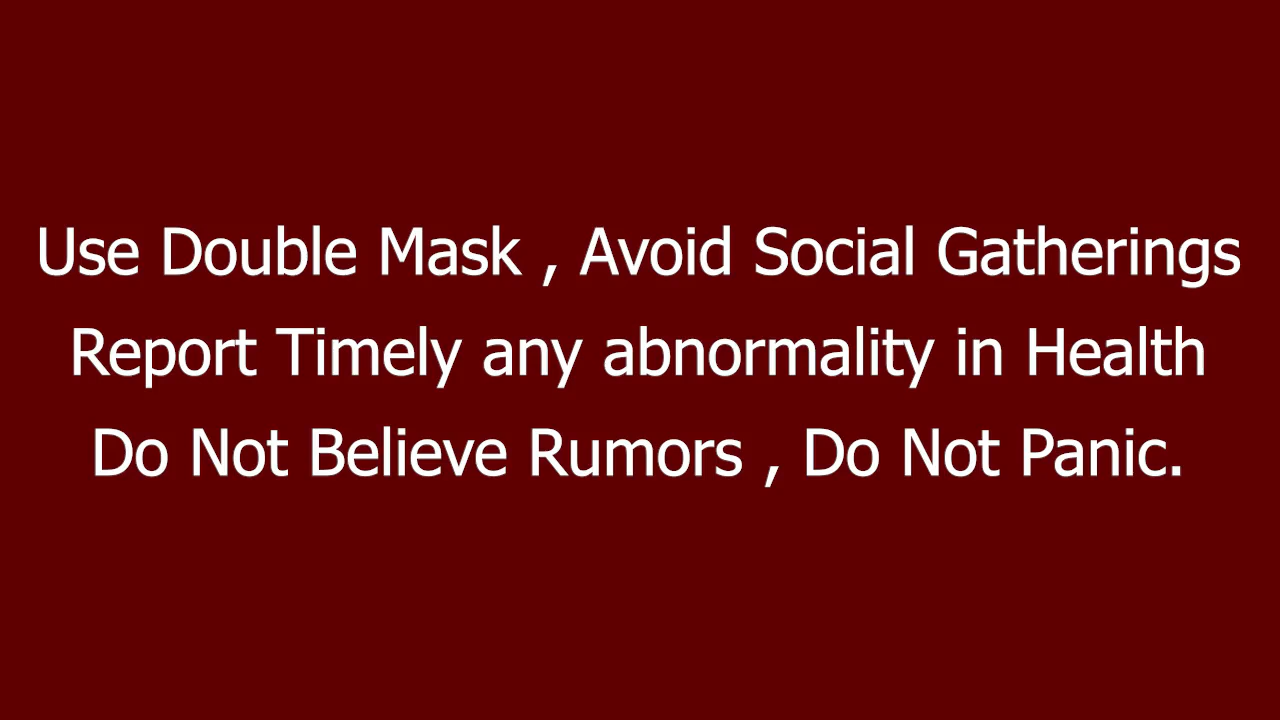 Use Double Mask , Avoid Social Gatherings
Report Timely any abnormality in Health
Do Not Believe Rumors , Do Not Panic.